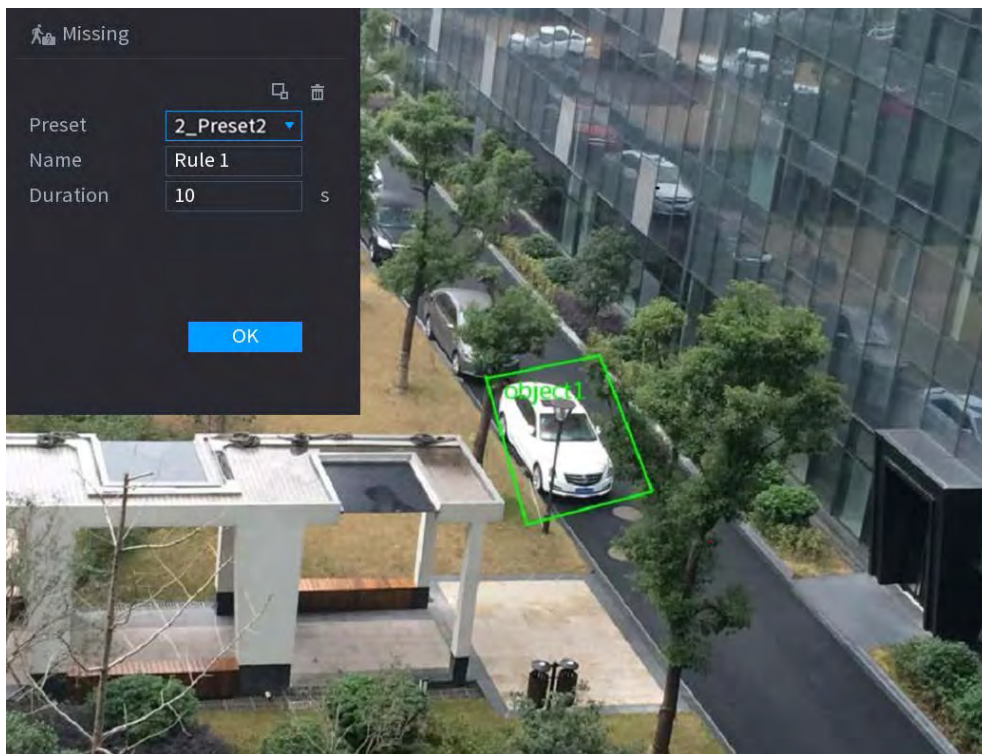 Missing
Preset 2_Preset2
Name Rule 1
Duration 10 s
OK
object1